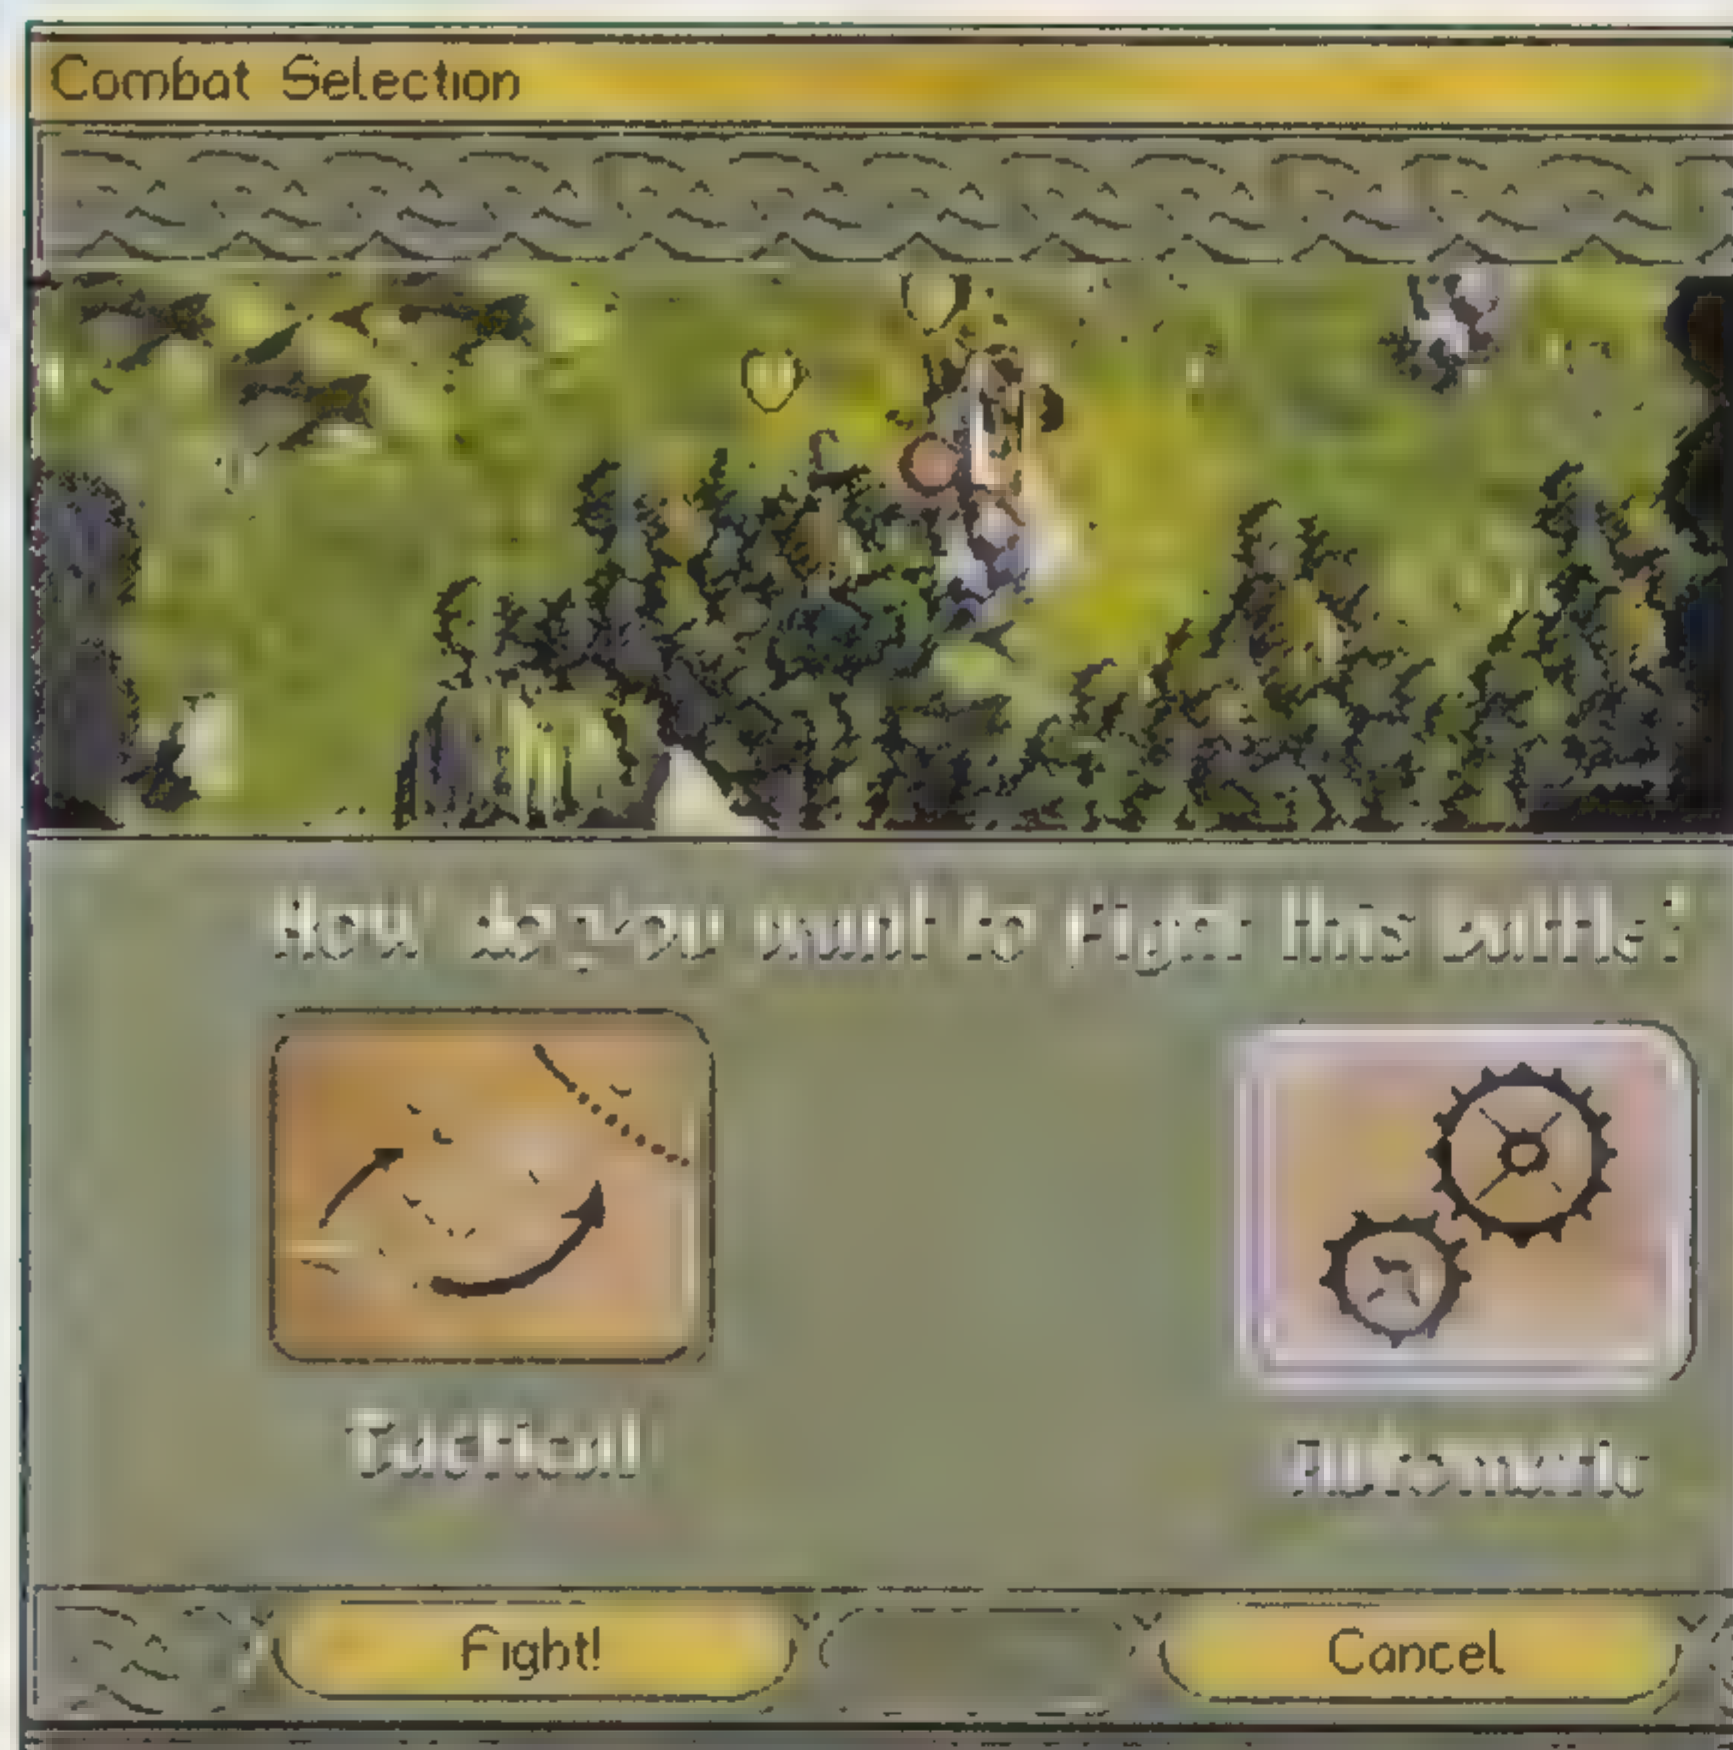 Combat Selection
How do you want to fight this battle?
Tactical
Automatic
Fight!
Cancel